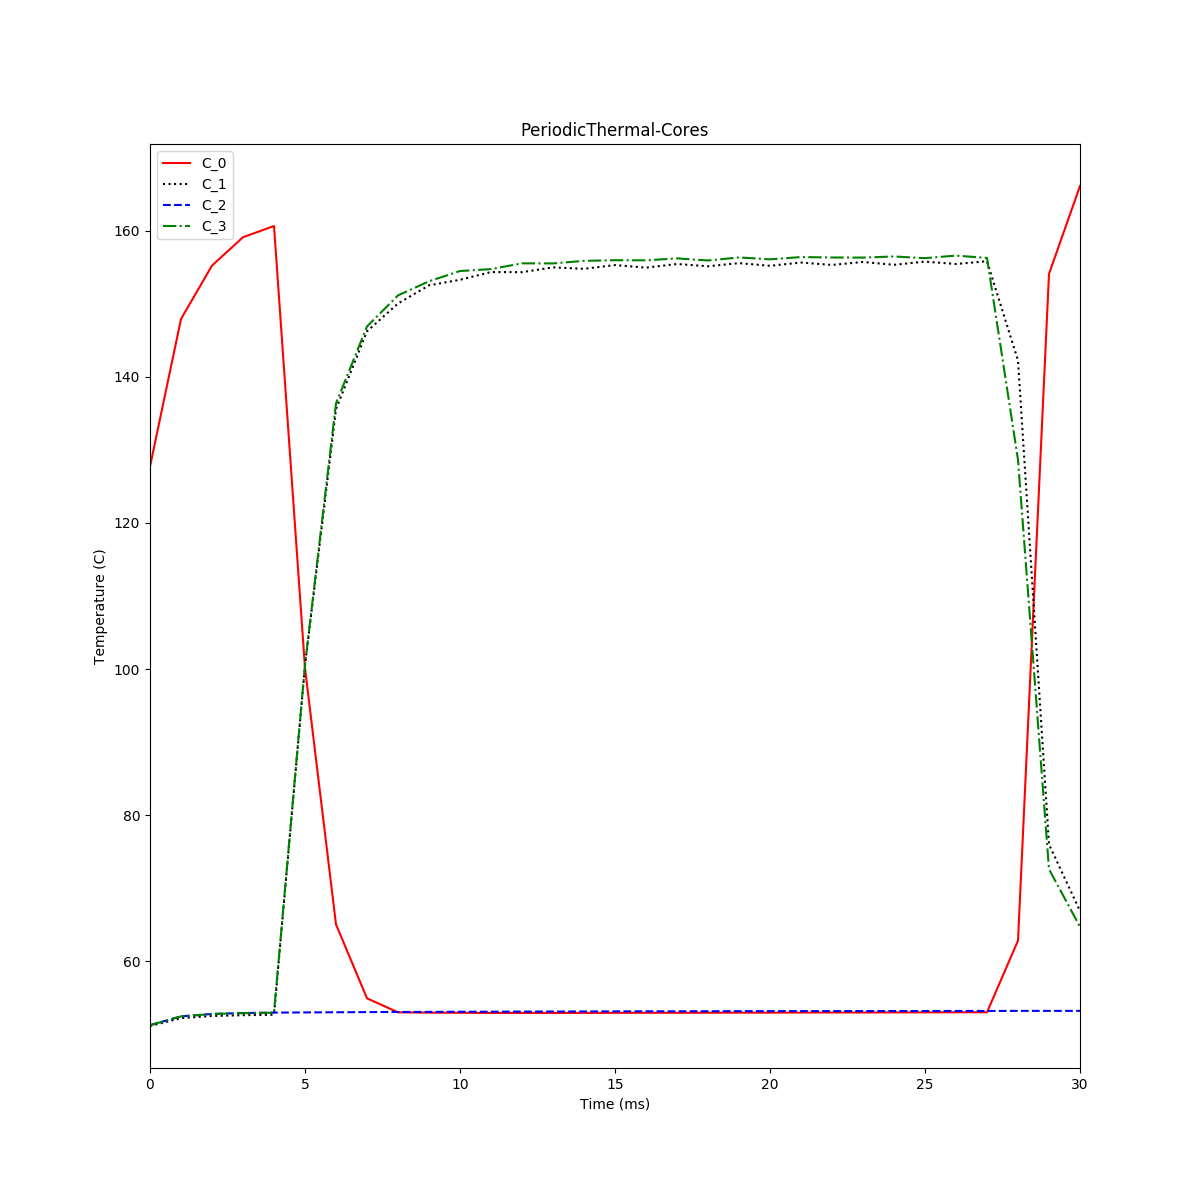 PeriodicThermal-Cores
C_0
C_1
C_2
C_3
160
140
120
100
80
60
Temperature (C)
0 5 10 15 20 25 30
Time (ms)